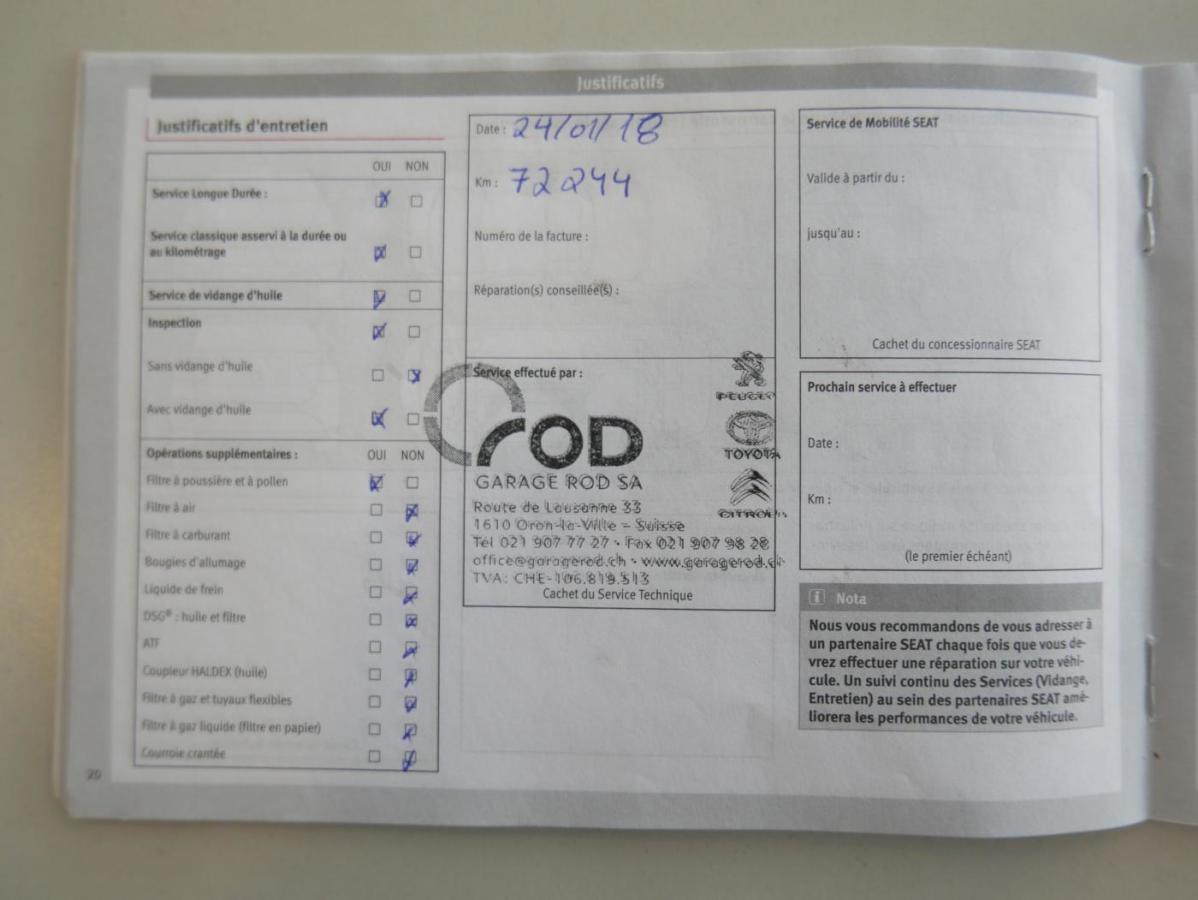 Justificatifs
Justificatifs d'entretien
OUI NON
Service Longue Durée :
Service classique asservi à la durée ou
au kilométrage
Service de vidange d'huile
Inspection
Sans vidange d'huile
Avec vidange d'huile
Opérations supplémentaires : OUI NON
Filtre à poussière et à pollen
Filtre à air
Filtre à carburant
Bougies d'allumage
Liquide de frein
DSG® : huile et filtre
ATF
Coupleur HALDEX (huile)
Filtre à gaz et tuyaux flexibles
Filtre à gaz liquide (filtre en papier)
Courroie crantée
20
Date : 24/01/18
Km : 72244
Numéro de la facture :
Réparation(s) conseillée(s) :
Service effectué par :
PEUGEOT
ROD
TOYOTA
GARAGE ROD SA
CITROËN
Route de Lausanne 33
1610 Oron-la-Ville – Suisse
Tél 021 907 77 27 • Fax 021 907 98 28
office@garagerod.ch • www.garagerod.ch
TVA: CHE-106.819.513
Cachet du Service Technique
Service de Mobilité SEAT
Valide à partir du :
jusqu'au :
Cachet du concessionnaire SEAT
Prochain service à effectuer
Date :
Km :
(le premier échéant)
i Nota
Nous vous recommandons de vous adresser à
un partenaire SEAT chaque fois que vous de-
vrez effectuer une réparation sur votre véhi-
cule. Un suivi continu des Services (Vidange,
Entretien) au sein des partenaires SEAT amé-
liorera les performances de votre véhicule.